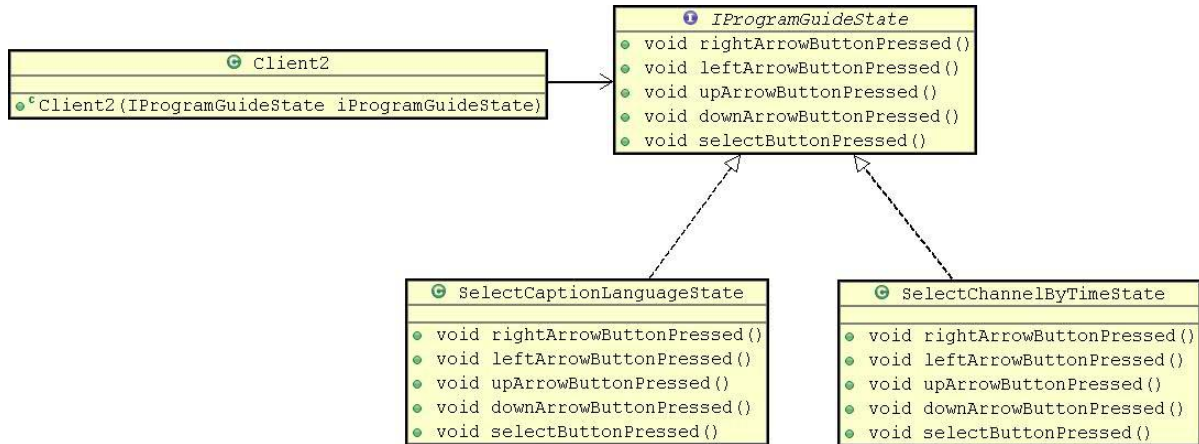 IProgramGuideState
void rightArrowButtonPressed()
void leftArrowButtonPressed()
void upArrowButtonPressed()
void downArrowButtonPressed()
void selectButtonPressed()
Client2
Client2(IProgramGuideState iProgramGuideState)
SelectCaptionLanguageState
void rightArrowButtonPressed()
void leftArrowButtonPressed()
void upArrowButtonPressed()
void downArrowButtonPressed()
void selectButtonPressed()
SelectChannelByTimeState
void rightArrowButtonPressed()
void leftArrowButtonPressed()
void upArrowButtonPressed()
void downArrowButtonPressed()
void selectButtonPressed()